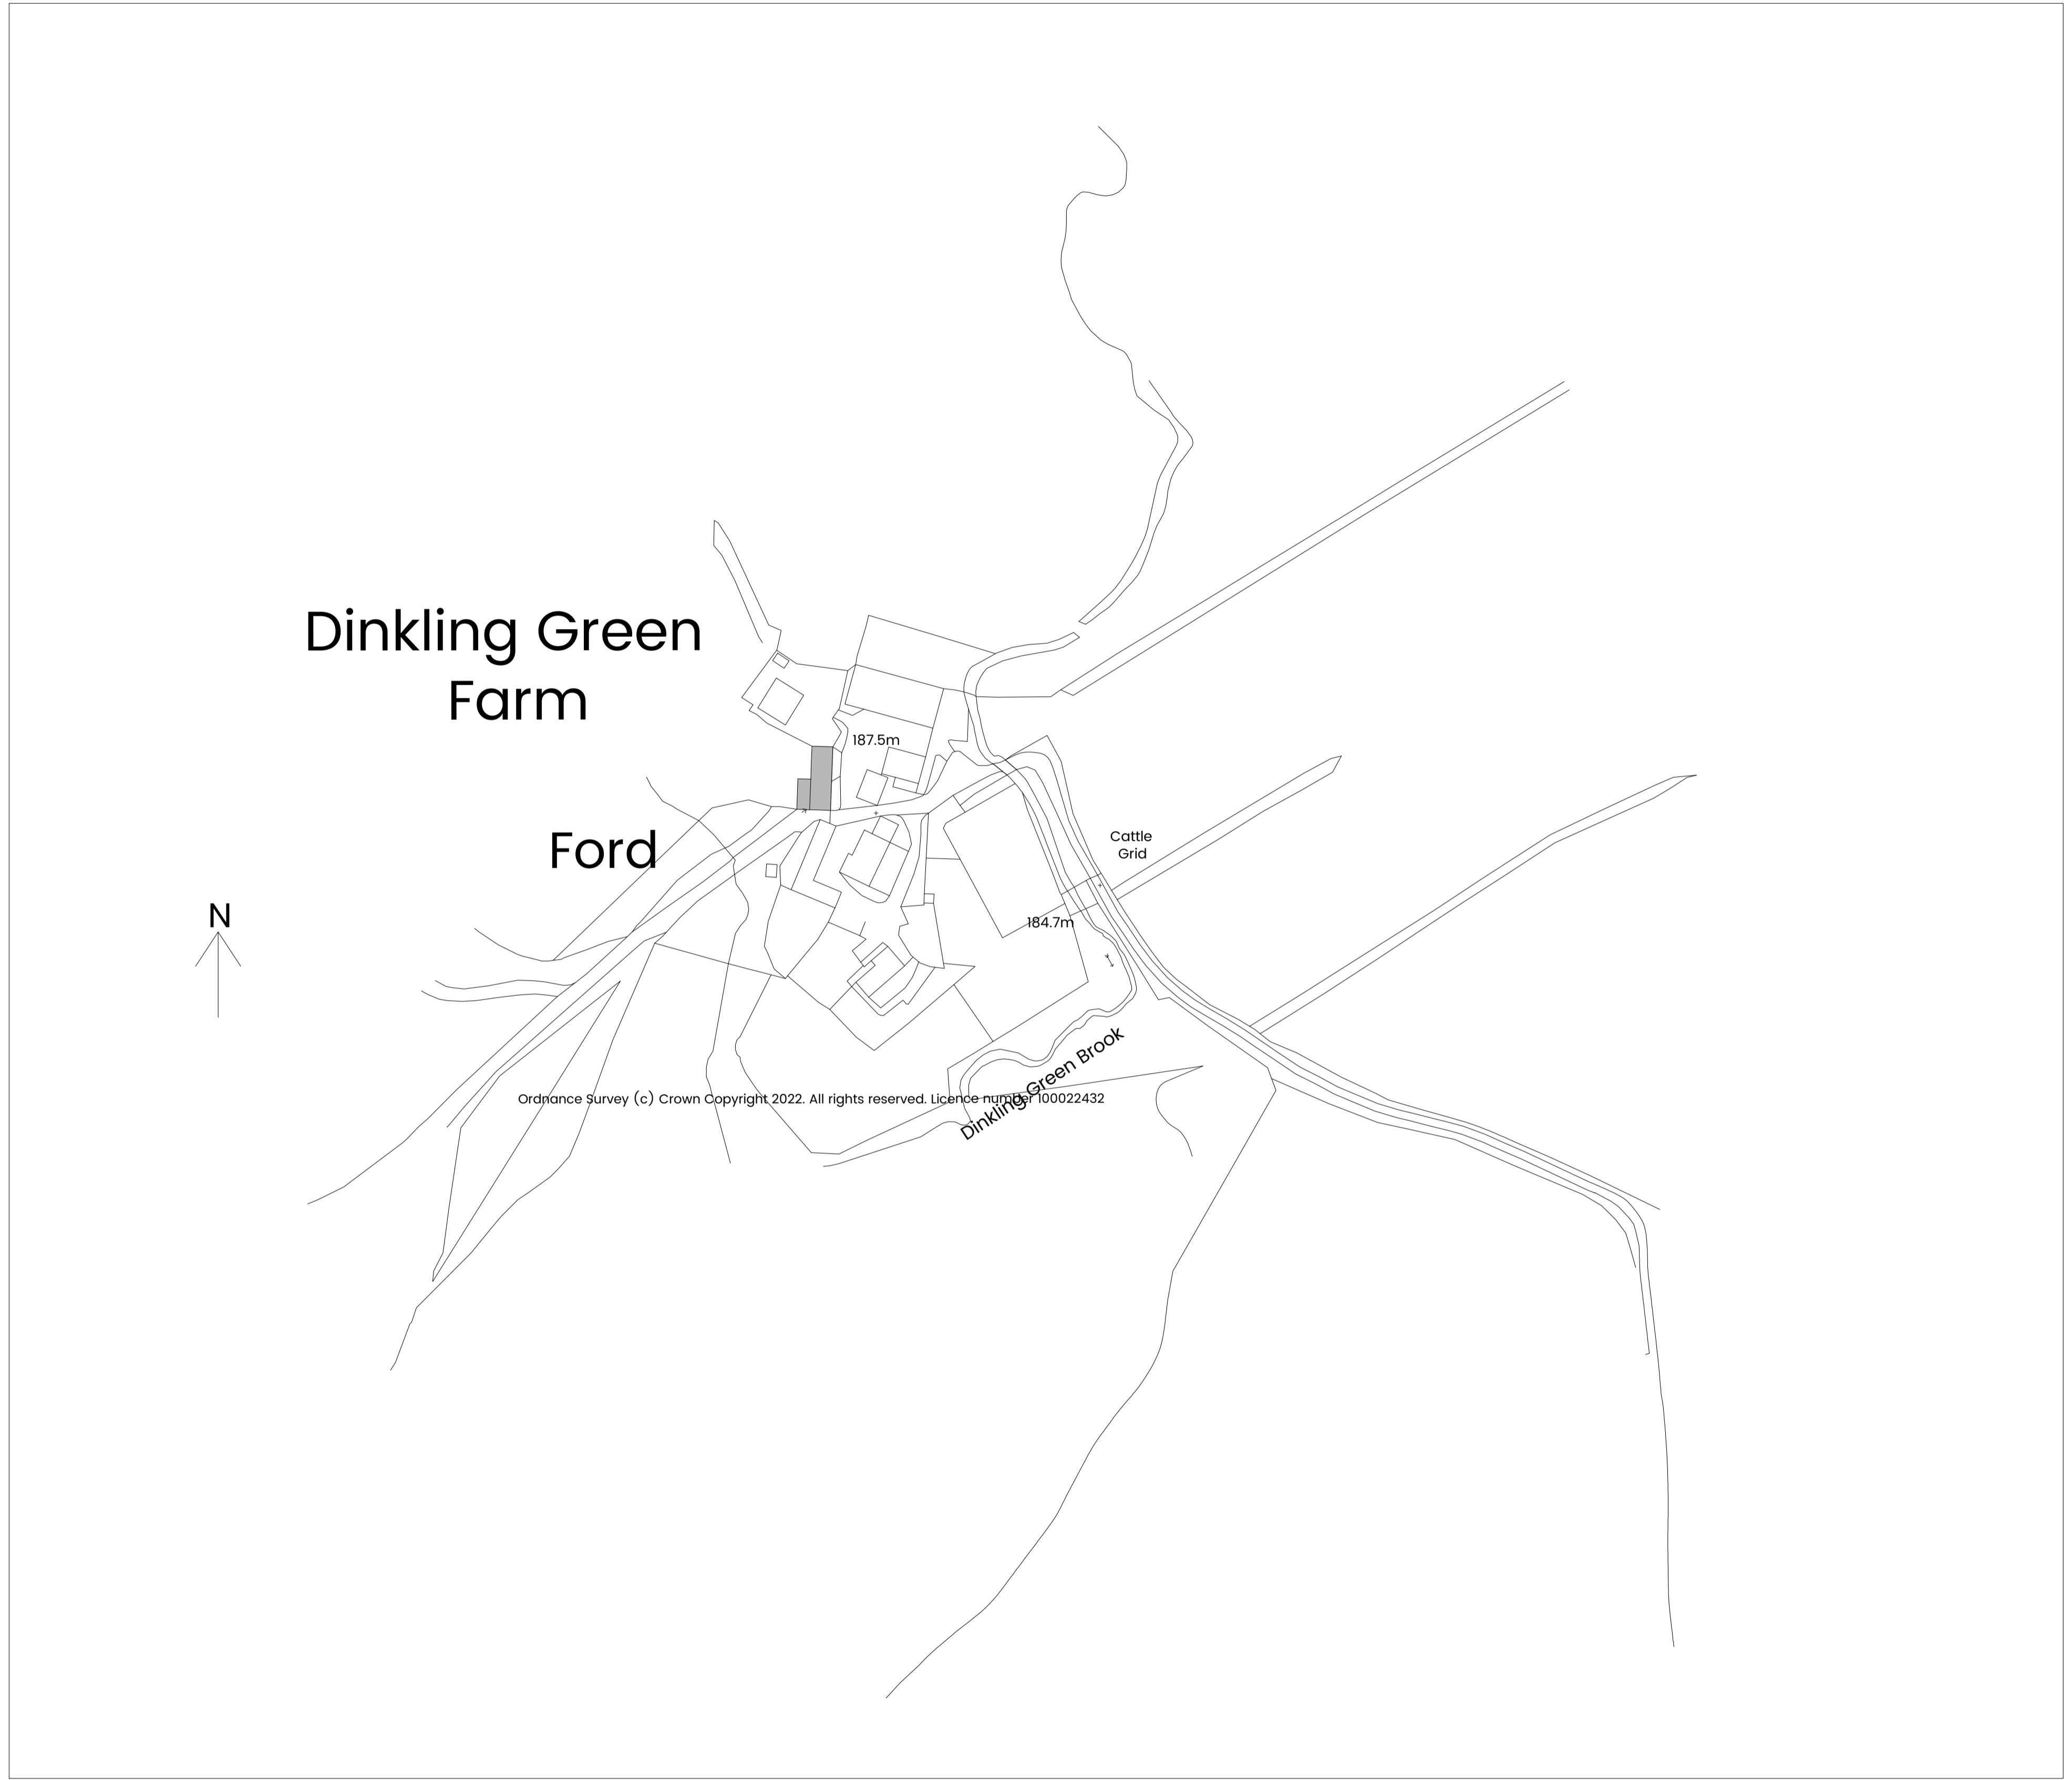 Dinkling Green
Farm
187.5m
Ford
Cattle
Grid
N
184.7m
Dinkling Green Brook
Ordnance Survey (c) Crown Copyright 2022. All rights reserved. Licence number 100022432